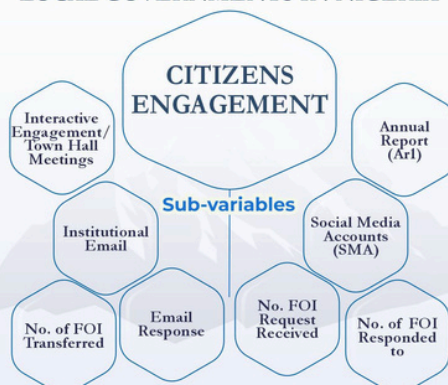 CITIZENS
ENGAGEMENT
Interactive
Engagement/
Town Hall
Meetings
Annual
Report
(Ar1)
Sub-variables
Institutional
Email
Social Media
Accounts
(SMA)
No. of FOI
Transferred
Email
Response
No. FOI
Request
Received
No. of FOI
Responded
to